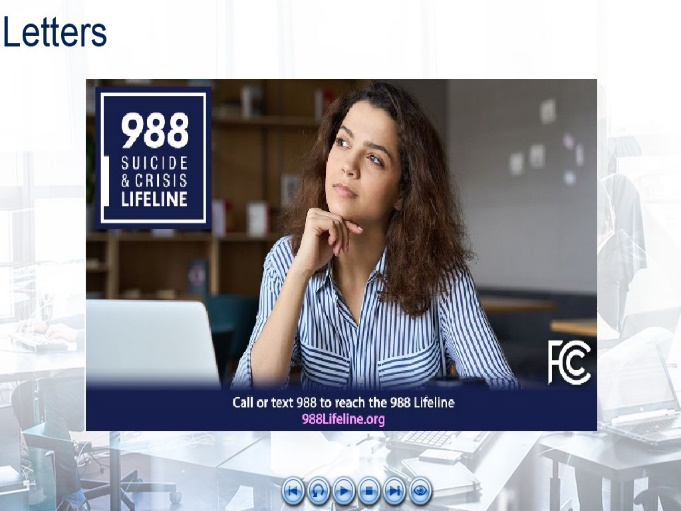 Letters
988
SUICIDE
& CRISIS
LIFELINE
FCC
Call or text 988 to reach the 988 Lifeline
988Lifeline.org